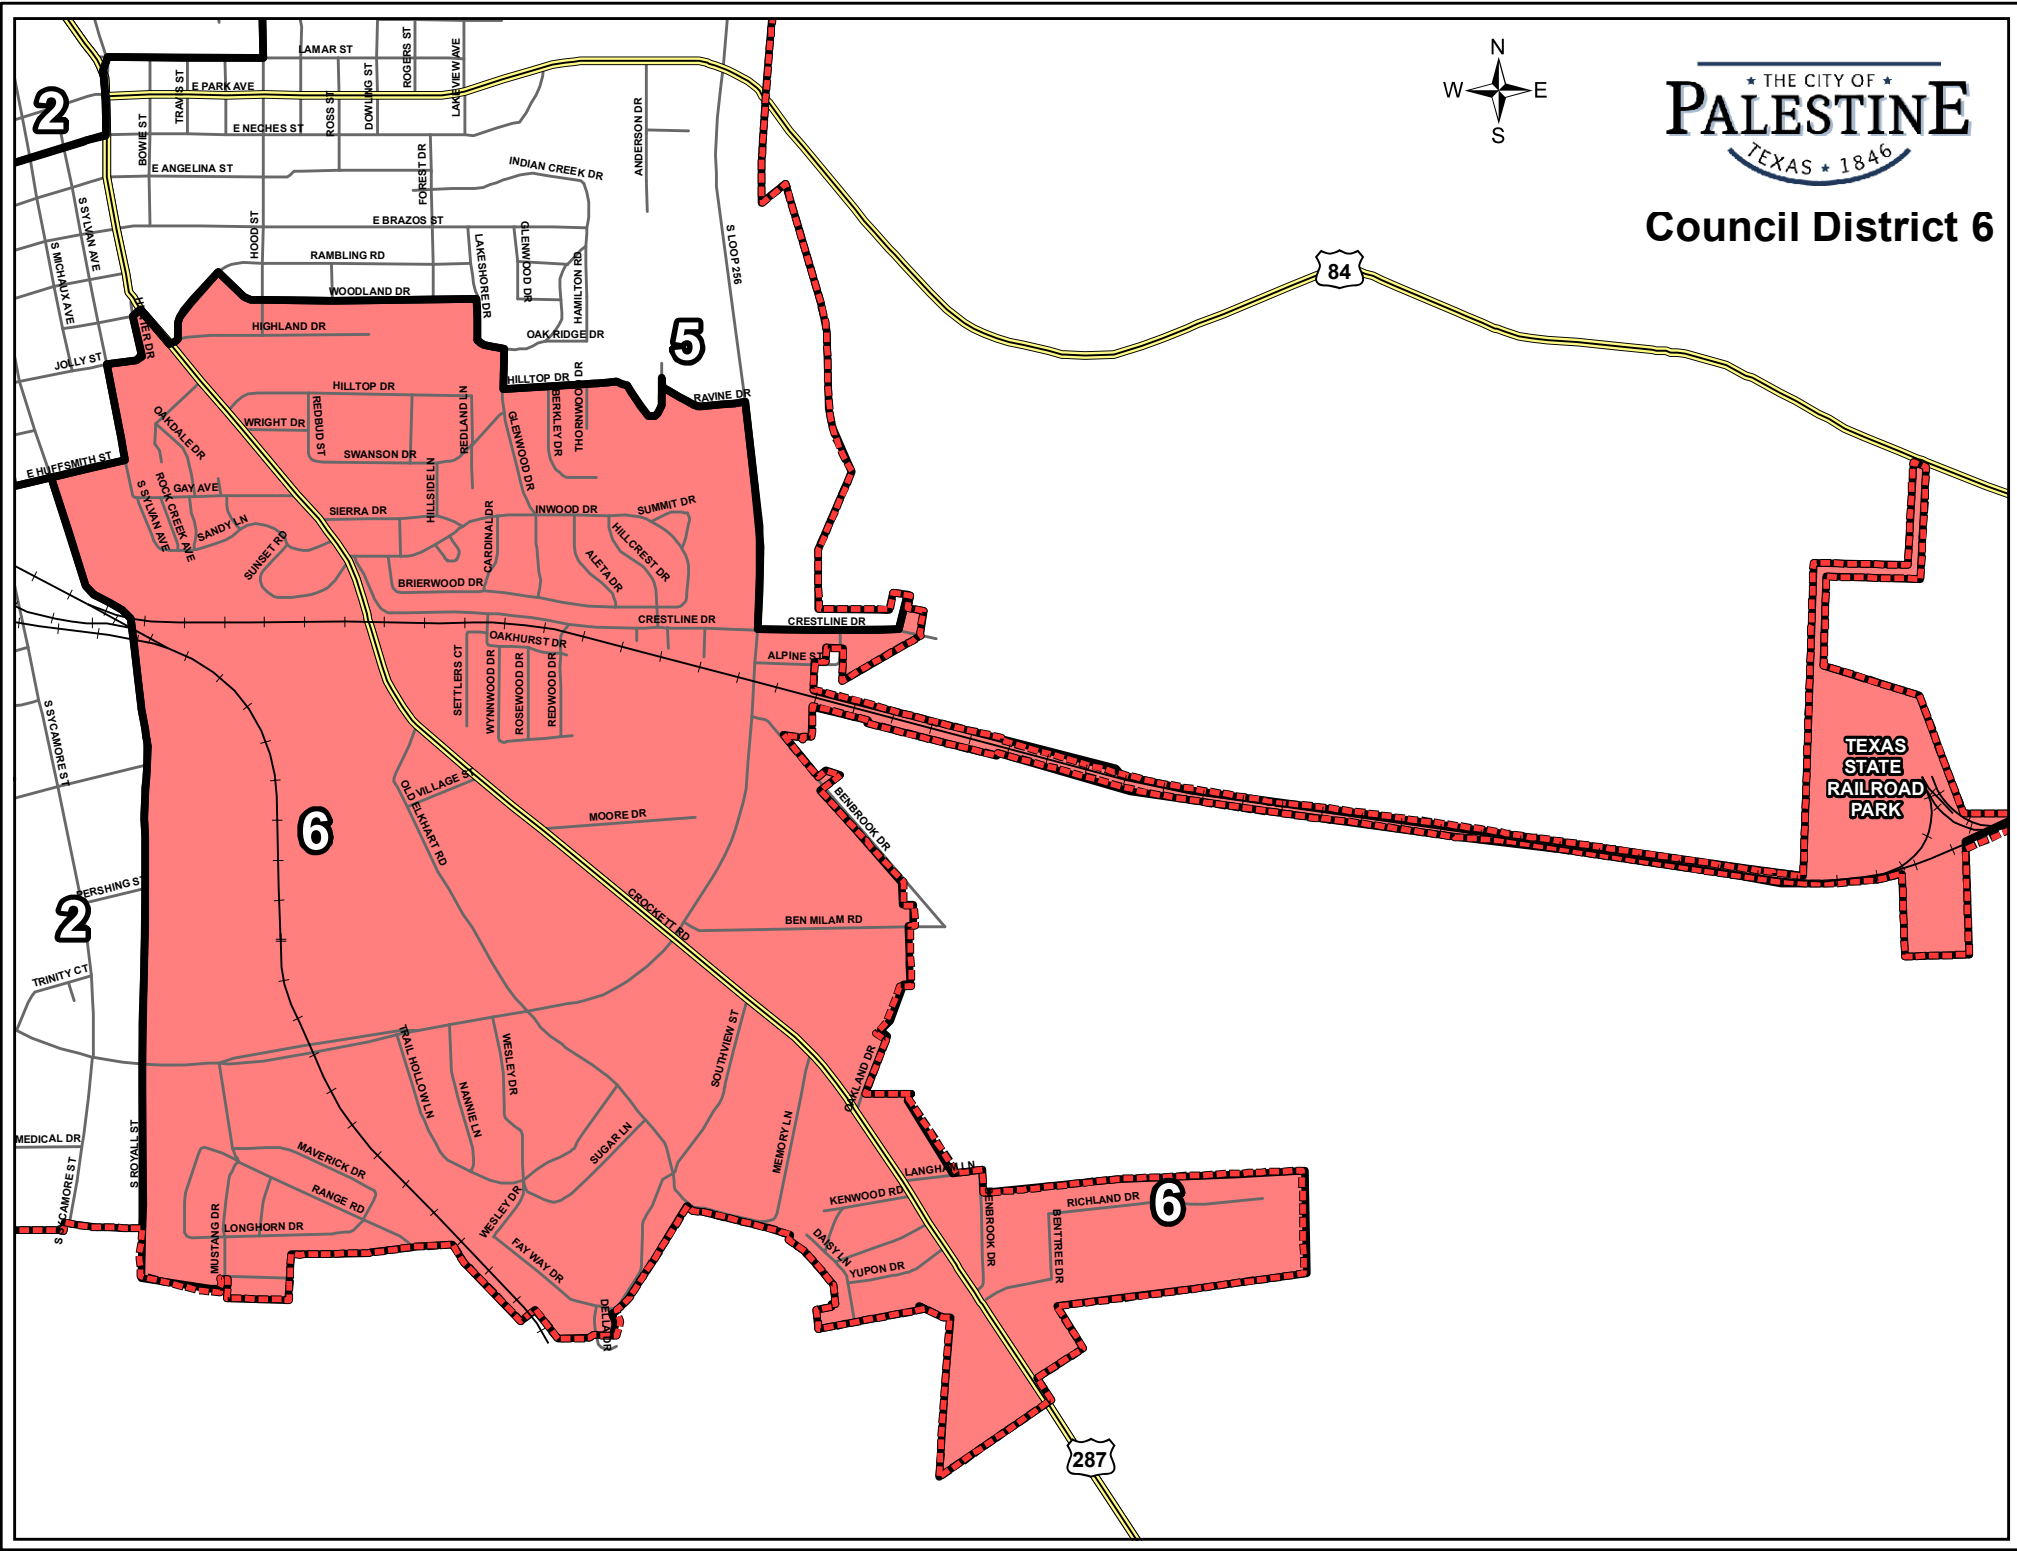 N
W E
S
★ THE CITY OF ★
PALESTINE
TEXAS ★ 1846
Council District 6
LAMAR ST
ROGERS ST
LAKEVIEW AVE
TRAVIS ST
E PARK AVE
ROSS ST
DOWLING ST
2
BOWIE ST
E NECHES ST
ANDERSON DR
E ANGELINA ST
FOREST DR
INDIAN CREEK DR
S SYLVAN AVE
S MICHAUX AVE
HOOD ST
E BRAZOS ST
LAKESHORE DR
GLENWOOD DR
HAMILTON RD
S LOOP 256
RAMBLING RD
84
WOODLAND DR
HIGHLAND DR
OAK RIDGE DR
5
JOLLY ST
HILLTOP DR
HILLTOP DR
THORNWOOD DR
BERKLEY DR
RAVINE DR
OAKDALE DR
WRIGHT DR
REDBUD ST
REDLAND LN
GLENWOOD DR
SWANSON DR
E HUFFSMITH ST
HILLSIDE LN
S SYLVAN AVE
ROCK CREEK AVE
GAY AVE
SANDY LN
SIERRA DR
CARDINAL DR
INWOOD DR
SUMMIT DR
SUNSET RD
HILLCREST DR
ALETA DR
BRIERWOOD DR
CRESTLINE DR
CRESTLINE DR
OAKHURST DR
ALPINE ST
SETTLERS CT
WYNNWOOD DR
ROSEWOOD DR
REDWOOD DR
S SYCAMORE ST
TEXAS
STATE
RAILROAD
PARK
OLD ELKHART RD
VILLAGE ST
MOORE DR
BENBROOK DR
6
PERSHING ST
2
CROCKETT RD
BEN MILAM RD
TRINITY CT
TRAIL HOLLOW LN
NANNIE LN
WESLEY DR
SOUTHVIEW ST
OAKLAND DR
MEMORY LN
SUGAR LN
MEDICAL DR
S ROYALL ST
S SYCAMORE ST
MAVERICK DR
RANGE RD
MUSTANG DR
LONGHORN DR
WESLEY DR
FAY WAY DR
DELLA DR
LANGHAM LN
KENWOOD RD
BENBROOK DR
BENTTREE DR
RICHLAND DR
6
DAISY LN
YUPON DR
287